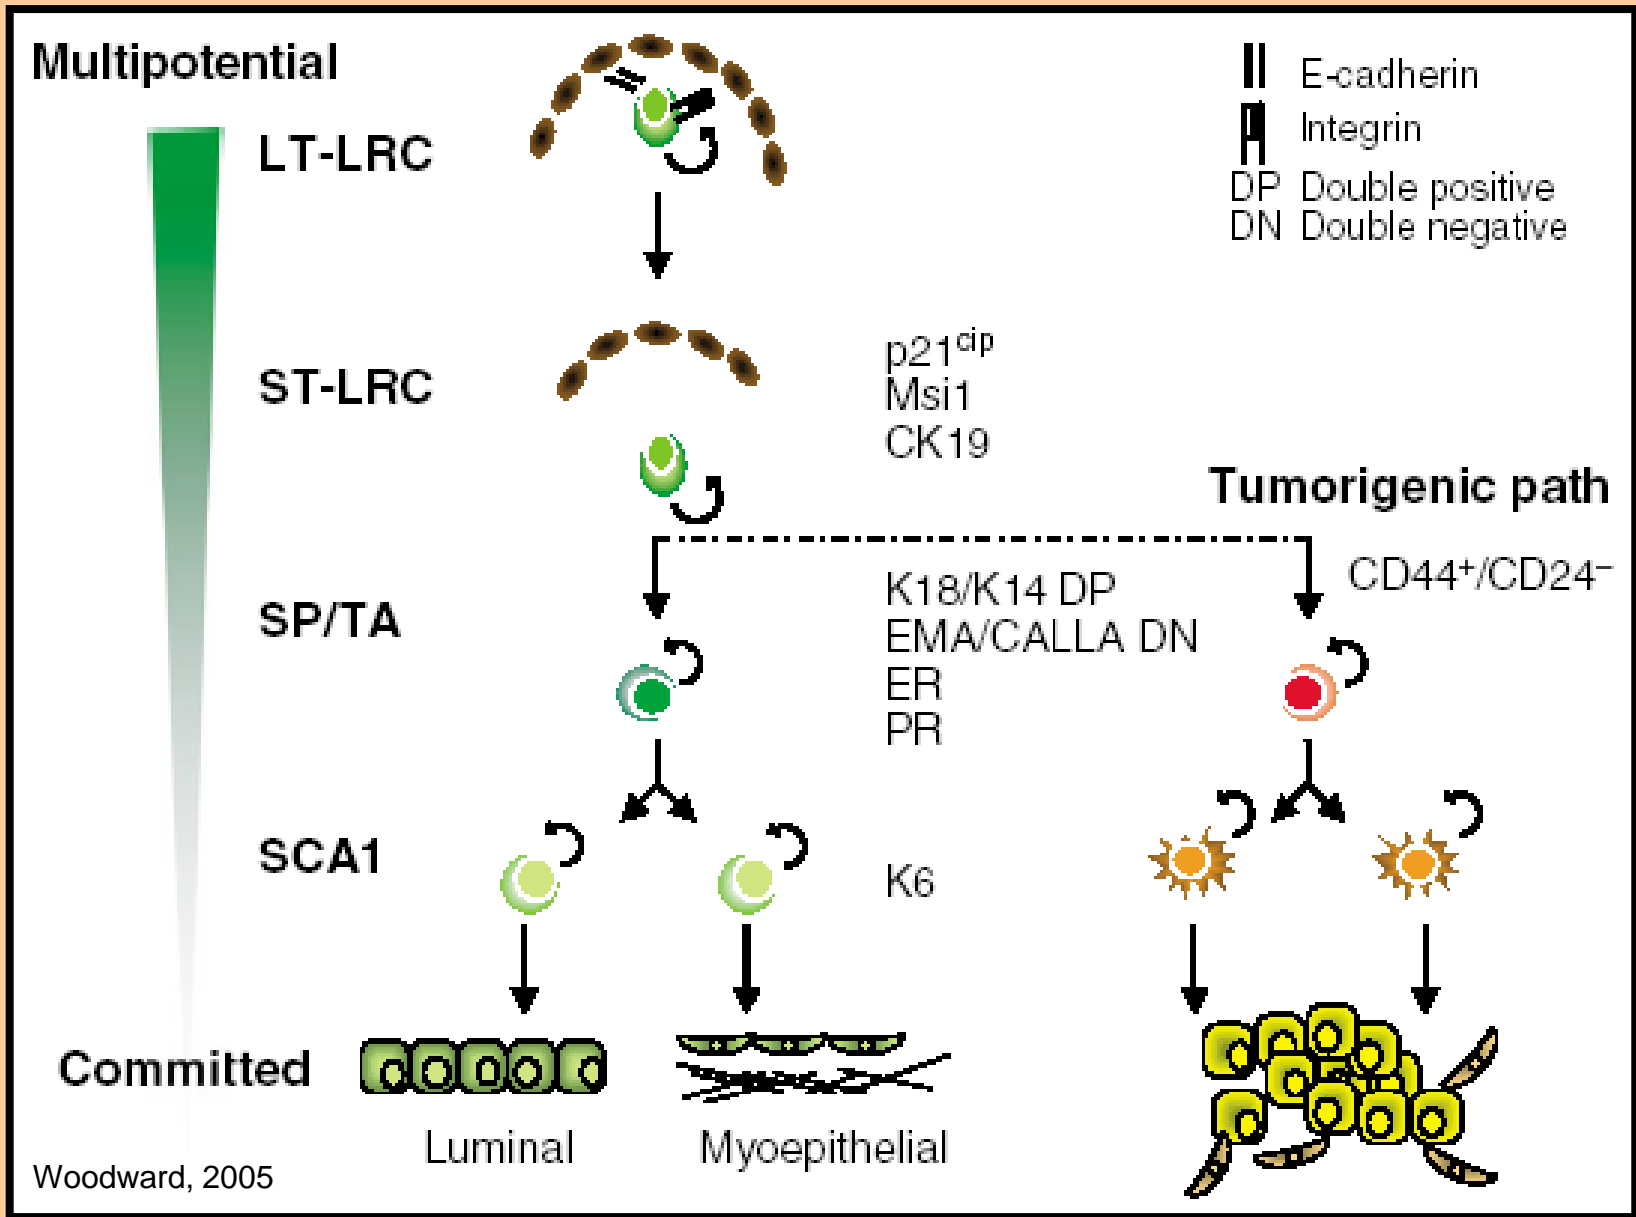 Multipotential
E-cadherin
Integrin
DP Double positive
DN Double negative
LT-LRC
ST-LRC
p21cip
Msi1
CK19
Tumorigenic path
CD44+/CD24−
SP/TA
K18/K14 DP
EMA/CALLA DN
ER
PR
SCA1
K6
Committed
Luminal
Myoepithelial
Woodward, 2005